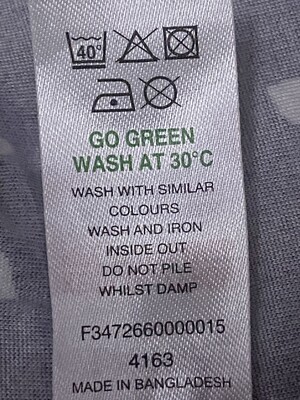 40°
GO GREEN
WASH AT 30°C
WASH WITH SIMILAR
COLOURS
WASH AND IRON
INSIDE OUT
DO NOT PILE
WHILST DAMP
F3472660000015
4163
MADE IN BANGLADESH